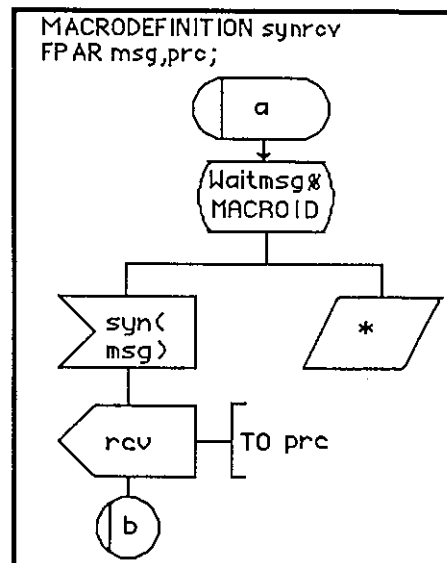 MACRODEFINITION synrcv
FPAR msg,prc;
a
Waitmsg%
MACROID
syn(
msg)
*
rcv
TO prc
b